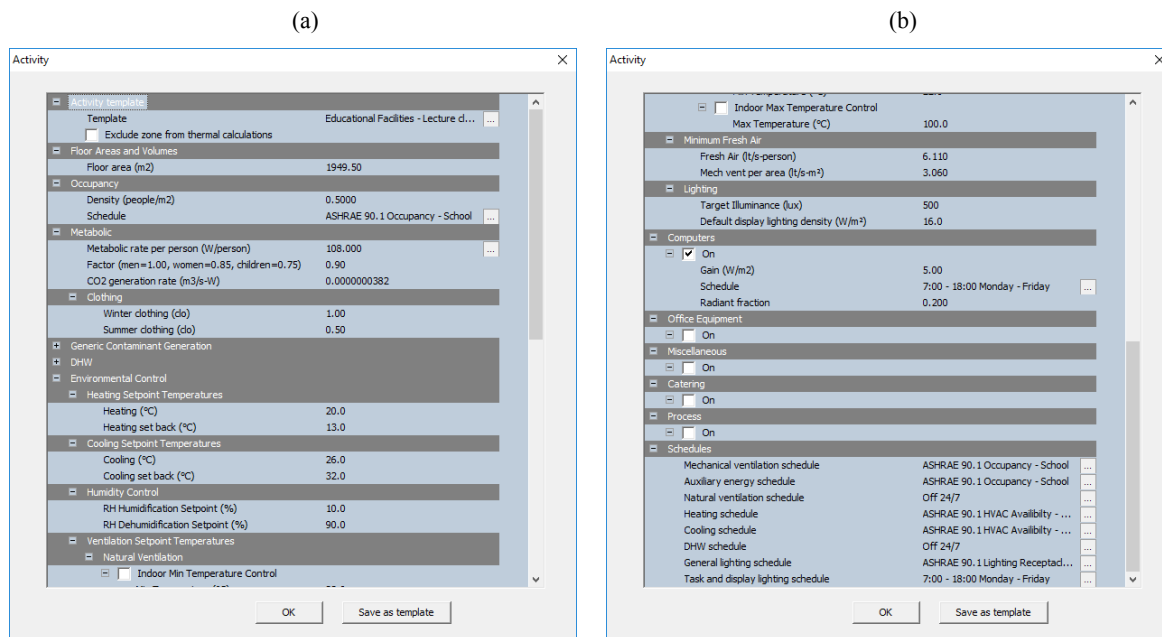 (a)
Activity
Activity template
Template Educational Facilities - Lecture cl... ...
Exclude zone from thermal calculations
Floor Areas and Volumes
Floor area (m2) 1949.50
Occupancy
Density (people/m2) 0.5000
Schedule ASHRAE 90.1 Occupancy - School ...
Metabolic
Metabolic rate per person (W/person) 108.000 ...
Factor (men=1.00, women=0.85, children=0.75) 0.90
CO2 generation rate (m3/s-W) 0.0000000382
Clothing
Winter clothing (clo) 1.00
Summer clothing (clo) 0.50
Generic Contaminant Generation
DHW
Environmental Control
Heating Setpoint Temperatures
Heating (°C) 20.0
Heating set back (°C) 13.0
Cooling Setpoint Temperatures
Cooling (°C) 26.0
Cooling set back (°C) 32.0
Humidity Control
RH Humidification Setpoint (%) 10.0
RH Dehumidification Setpoint (%) 90.0
Ventilation Setpoint Temperatures
Natural Ventilation
Indoor Min Temperature Control
OK Save as template
(b)
Activity
Indoor Max Temperature Control
Max Temperature (°C) 100.0
Minimum Fresh Air
Fresh Air (lt/s-person) 6.110
Mech vent per area (lt/s-m²) 3.060
Lighting
Target Illuminance (lux) 500
Default display lighting density (W/m²) 16.0
Computers
On
Gain (W/m2) 5.00
Schedule 7:00 - 18:00 Monday - Friday ...
Radiant fraction 0.200
Office Equipment
On
Miscellaneous
On
Catering
On
Process
On
Schedules
Mechanical ventilation schedule ASHRAE 90.1 Occupancy - School ...
Auxiliary energy schedule ASHRAE 90.1 Occupancy - School ...
Natural ventilation schedule Off 24/7 ...
Heating schedule ASHRAE 90.1 HVAC Availibilty - ... ...
Cooling schedule ASHRAE 90.1 HVAC Availibilty - ... ...
DHW schedule Off 24/7 ...
General lighting schedule ASHRAE 90.1 Lighting Receptacl... ...
Task and display lighting schedule 7:00 - 18:00 Monday - Friday ...
OK Save as template